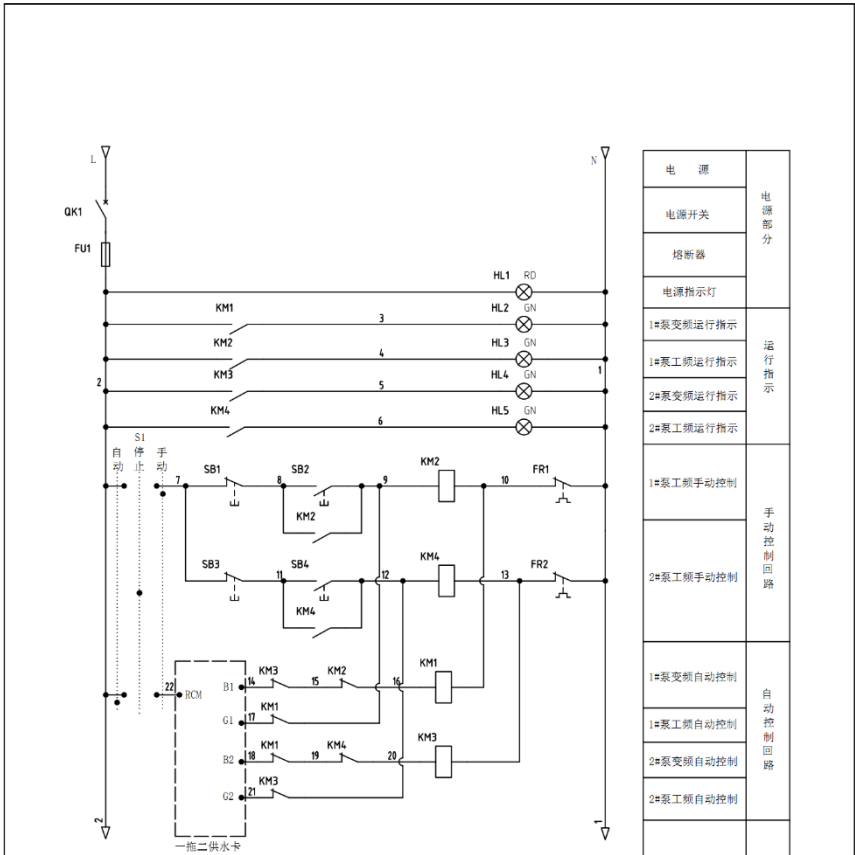 L
N
QK1
FU1
HL1 RD
KM1
3
HL2 GN
KM2
4
HL3 GN
KM3
2
5
HL4 GN
1
KM4
6
HL5 GN
S1
自动
停止
手动
7
SB1
8
SB2
9
KM2
10
FR1
KM2
SB3
11
SB4
12
KM4
13
FR2
KM4
22
RCM
B1
14
KM3
15
KM2
16
KM1
G1
17
KM1
B2
18
KM1
19
KM4
20
KM3
G2
21
KM3
2
1
一拖二供水卡
电 源
电源开关
熔断器
电源指示灯
电源部分
1#泵变频运行指示
1#泵工频运行指示
2#泵变频运行指示
2#泵工频运行指示
运行指示
1#泵工频手动控制
2#泵工频手动控制
手动控制回路
1#泵变频自动控制
1#泵工频自动控制
2#泵变频自动控制
2#泵工频自动控制
自动控制回路